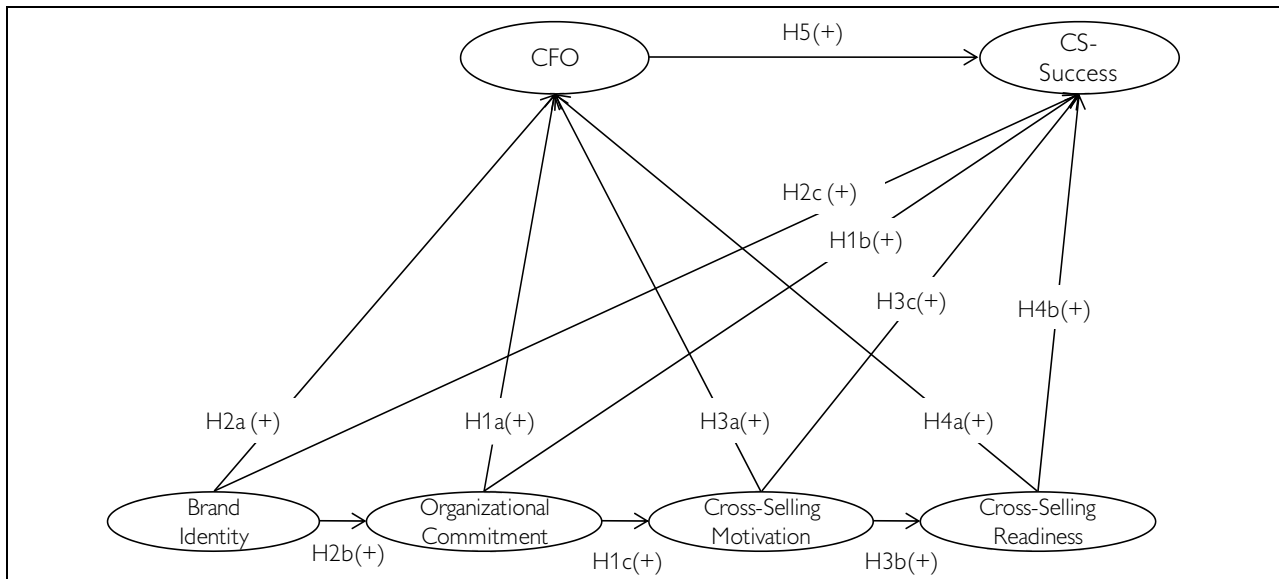 H5(+)
CFO
CS-
Success
H2c (+)
H1b(+)
H3c(+)
H4b(+)
H2a (+)
H1a(+)
H3a(+)
H4a(+)
Brand
Identity
Organizational
Commitment
Cross-Selling
Motivation
Cross-Selling
Readiness
H2b(+)
H1c(+)
H3b(+)